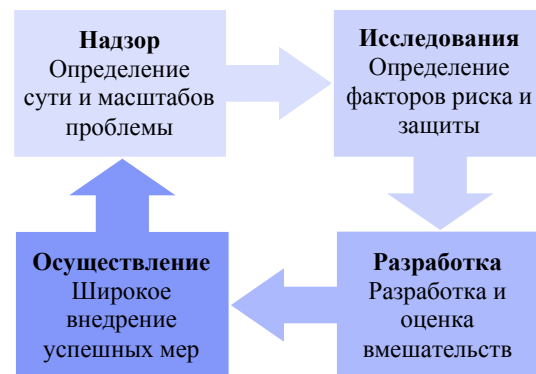 Надзор
Определение
сути и масштабов
проблемы
Исследования
Определение
факторов риска и
защиты
Осуществление
Широкое
внедрение
успешных мер
Разработка
Разработка и
оценка
вмешательств